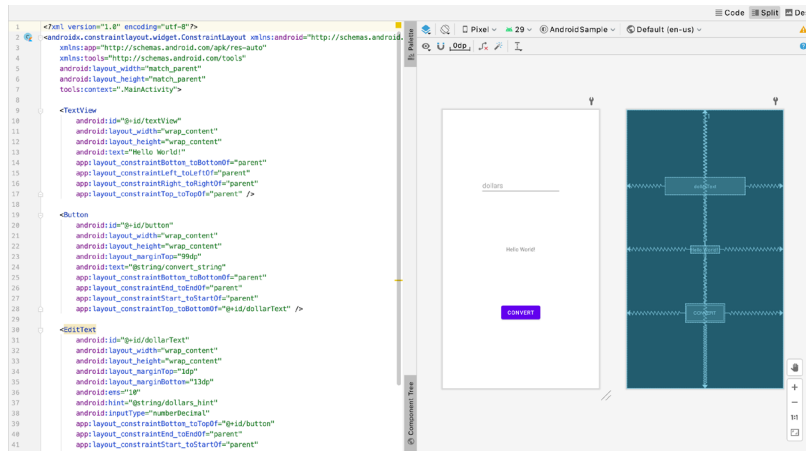 Code Split De
Pixel 29 AndroidSample Default (en-us)
0dp
Palette
1 <?xml version="1.0" encoding="utf-8"?>
2 <androidx.constraintlayout.widget.ConstraintLayout xmlns:android="http://schemas.android.
3 xmlns:app="http://schemas.android.com/apk/res-auto"
4 xmlns:tools="http://schemas.android.com/tools"
5 android:layout_width="match_parent"
6 android:layout_height="match_parent"
7 tools:context=".MainActivity">
8
9 <TextView
10 android:id="@+id/textView"
11 android:layout_width="wrap_content"
12 android:layout_height="wrap_content"
13 android:text="Hello World!"
14 app:layout_constraintBottom_toBottomOf="parent"
15 app:layout_constraintLeft_toLeftOf="parent"
16 app:layout_constraintRight_toRightOf="parent"
17 app:layout_constraintTop_toTopOf="parent" />
18
19 <Button
20 android:id="@+id/button"
21 android:layout_width="wrap_content"
22 android:layout_height="wrap_content"
23 android:layout_marginTop="99dp"
24 android:text="@string/convert_string"
25 app:layout_constraintBottom_toBottomOf="parent"
26 app:layout_constraintEnd_toEndOf="parent"
27 app:layout_constraintStart_toStartOf="parent"
28 app:layout_constraintTop_toBottomOf="@+id/dollarText" />
29
30 <EditText
31 android:id="@+id/dollarText"
32 android:layout_width="wrap_content"
33 android:layout_height="wrap_content"
34 android:layout_marginTop="1dp"
35 android:layout_marginBottom="13dp"
36 android:ems="10"
37 android:hint="@string/dollars_hint"
38 android:inputType="numberDecimal"
39 app:layout_constraintBottom_toTopOf="@+id/button"
40 app:layout_constraintEnd_toEndOf="parent"
41 app:layout_constraintStart_toStartOf="parent"
Component Tree
dollars
Hello World!
CONVERT
Hello World!
CONVERT
1:1